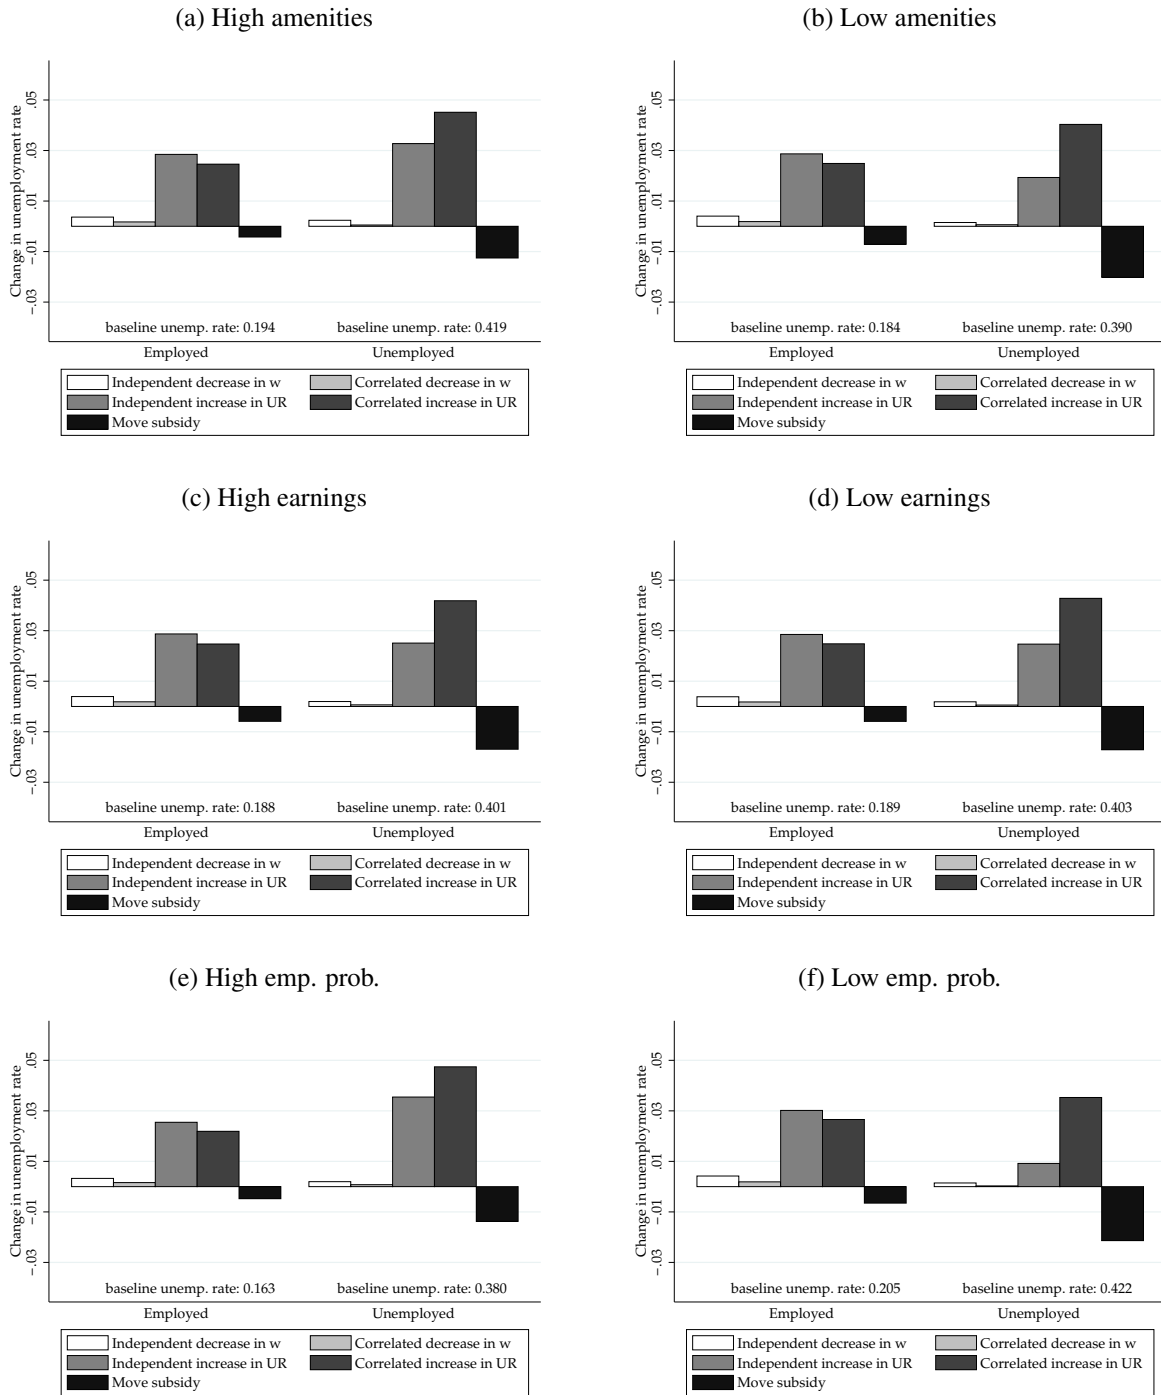 (a) High amenities
Change in unemployment rate
.05
.03
.01
-.01
-.03
baseline unemp. rate: 0.194
baseline unemp. rate: 0.419
Employed
Unemployed
Independent decrease in w
Correlated decrease in w
Independent increase in UR
Correlated increase in UR
Move subsidy
(b) Low amenities
Change in unemployment rate
.05
.03
.01
-.01
-.03
baseline unemp. rate: 0.184
baseline unemp. rate: 0.390
Employed
Unemployed
Independent decrease in w
Correlated decrease in w
Independent increase in UR
Correlated increase in UR
Move subsidy
(c) High earnings
Change in unemployment rate
.05
.03
.01
-.01
-.03
baseline unemp. rate: 0.188
baseline unemp. rate: 0.401
Employed
Unemployed
Independent decrease in w
Correlated decrease in w
Independent increase in UR
Correlated increase in UR
Move subsidy
(d) Low earnings
Change in unemployment rate
.05
.03
.01
-.01
-.03
baseline unemp. rate: 0.189
baseline unemp. rate: 0.403
Employed
Unemployed
Independent decrease in w
Correlated decrease in w
Independent increase in UR
Correlated increase in UR
Move subsidy
(e) High emp. prob.
Change in unemployment rate
.05
.03
.01
-.01
-.03
baseline unemp. rate: 0.163
baseline unemp. rate: 0.380
Employed
Unemployed
Independent decrease in w
Correlated decrease in w
Independent increase in UR
Correlated increase in UR
Move subsidy
(f) Low emp. prob.
Change in unemployment rate
.05
.03
.01
-.01
-.03
baseline unemp. rate: 0.205
baseline unemp. rate: 0.422
Employed
Unemployed
Independent decrease in w
Correlated decrease in w
Independent increase in UR
Correlated increase in UR
Move subsidy